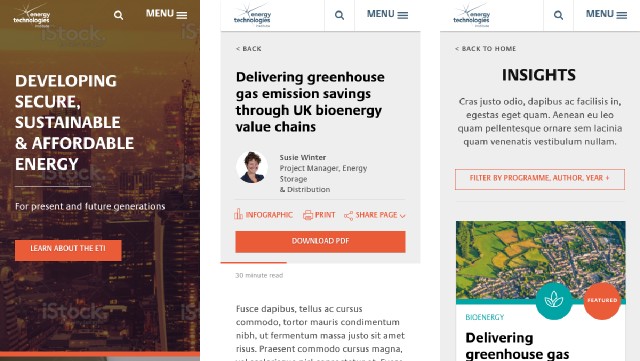 energy
technologies
MENU
iStock
DEVELOPING
SECURE,
SUSTAINABLE
& AFFORDABLE
ENERGY
For present and future generations
LEARN ABOUT THE ETI
iStock
energy
technologies
MENU
< BACK
Delivering greenhouse
gas emission savings
through UK bioenergy
value chains
Susie Winter
Project Manager, Energy
Storage
& Distribution
INFOGRAPHIC
PRINT
SHARE PAGE
DOWNLOAD PDF
30 minute read
Fusce dapibus, tellus ac cursus
commodo, tortor mauris condimentum
nibh, ut fermentum massa justo sit amet
risus. Praesent commodo cursus magna,
energy
technologies
MENU
< BACK TO HOME
INSIGHTS
Cras justo odio, dapibus ac facilisis in,
egestas eget quam. Aenean eu leo
quam pellentesque ornare sem lacinia
quam venenatis vestibulum nullam.
FILTER BY PROGRAMME, AUTHOR, YEAR +
FEATURED
BIOENERGY
Delivering
greenhouse gas